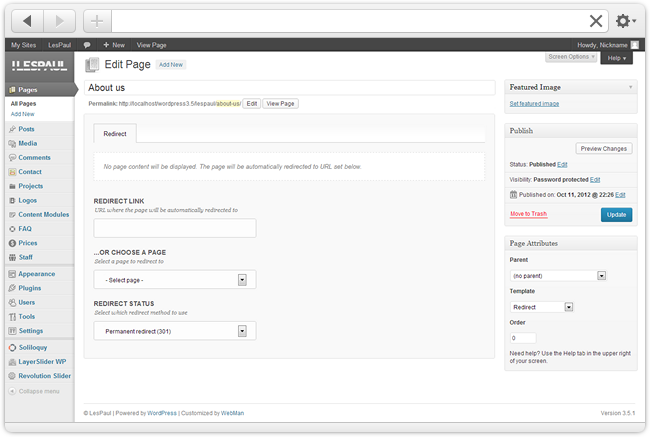 My Sites LesPaul + New View Page Howdy, Nickname
LESPAUL
Edit Page Add New
Screen Options Help
Pages
All Pages
Add New
Posts
Media
Comments
Contact
Projects
Logos
Content Modules
FAQ
Prices
Staff
Appearance
Plugins
Users
Tools
Settings
Soliloquy
LayerSlider WP
Revolution Slider
Collapse menu
About us
Permalink: http://localhost/wordpress3.5/lespaul/about-us/ Edit View Page
Redirect
No page content will be displayed. The page will be automatically redirected to URL set below.
REDIRECT LINK
URL where the page will be automatically redirected to
...OR CHOOSE A PAGE
Select a page to redirect to
- Select page -
REDIRECT STATUS
Select which redirect method to use
Permanent redirect (301)
Featured Image
Set featured image
Publish
Preview Changes
Status: Published Edit
Visibility: Password protected Edit
Published on: Oct 11, 2012 @ 22:26 Edit
Move to Trash Update
Page Attributes
Parent
(no parent)
Template
Redirect
Order
0
Need help? Use the Help tab in the upper right
of your screen.
© LesPaul | Powered by WordPress | Customized by WebMan Version 3.5.1